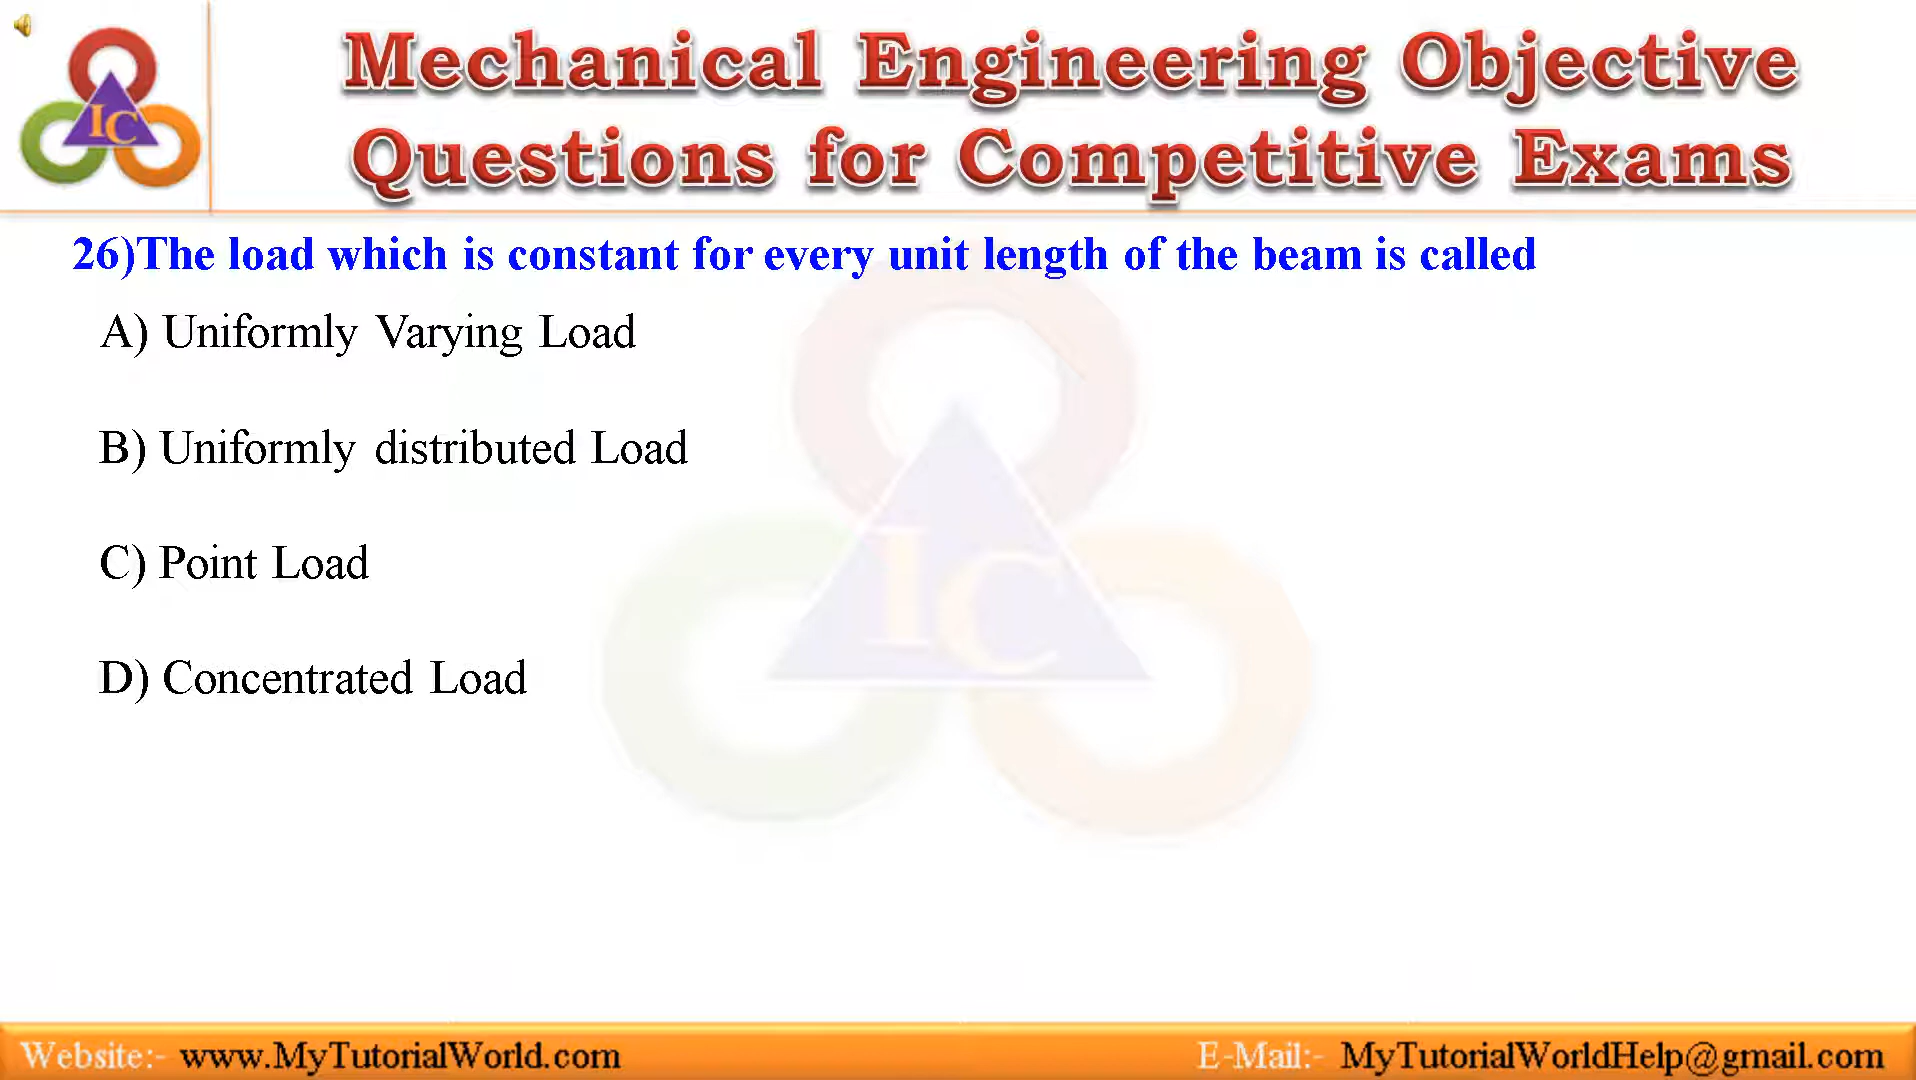 Mechanical Engineering Objective
Questions for Competitive Exams
IC
26)The load which is constant for every unit length of the beam is called
A) Uniformly Varying Load
B) Uniformly distributed Load
C) Point Load
D) Concentrated Load
IC
Website:- www.MyTutorialWorld.com
E-Mail:- MyTutorialWorldHelp@gmail.com